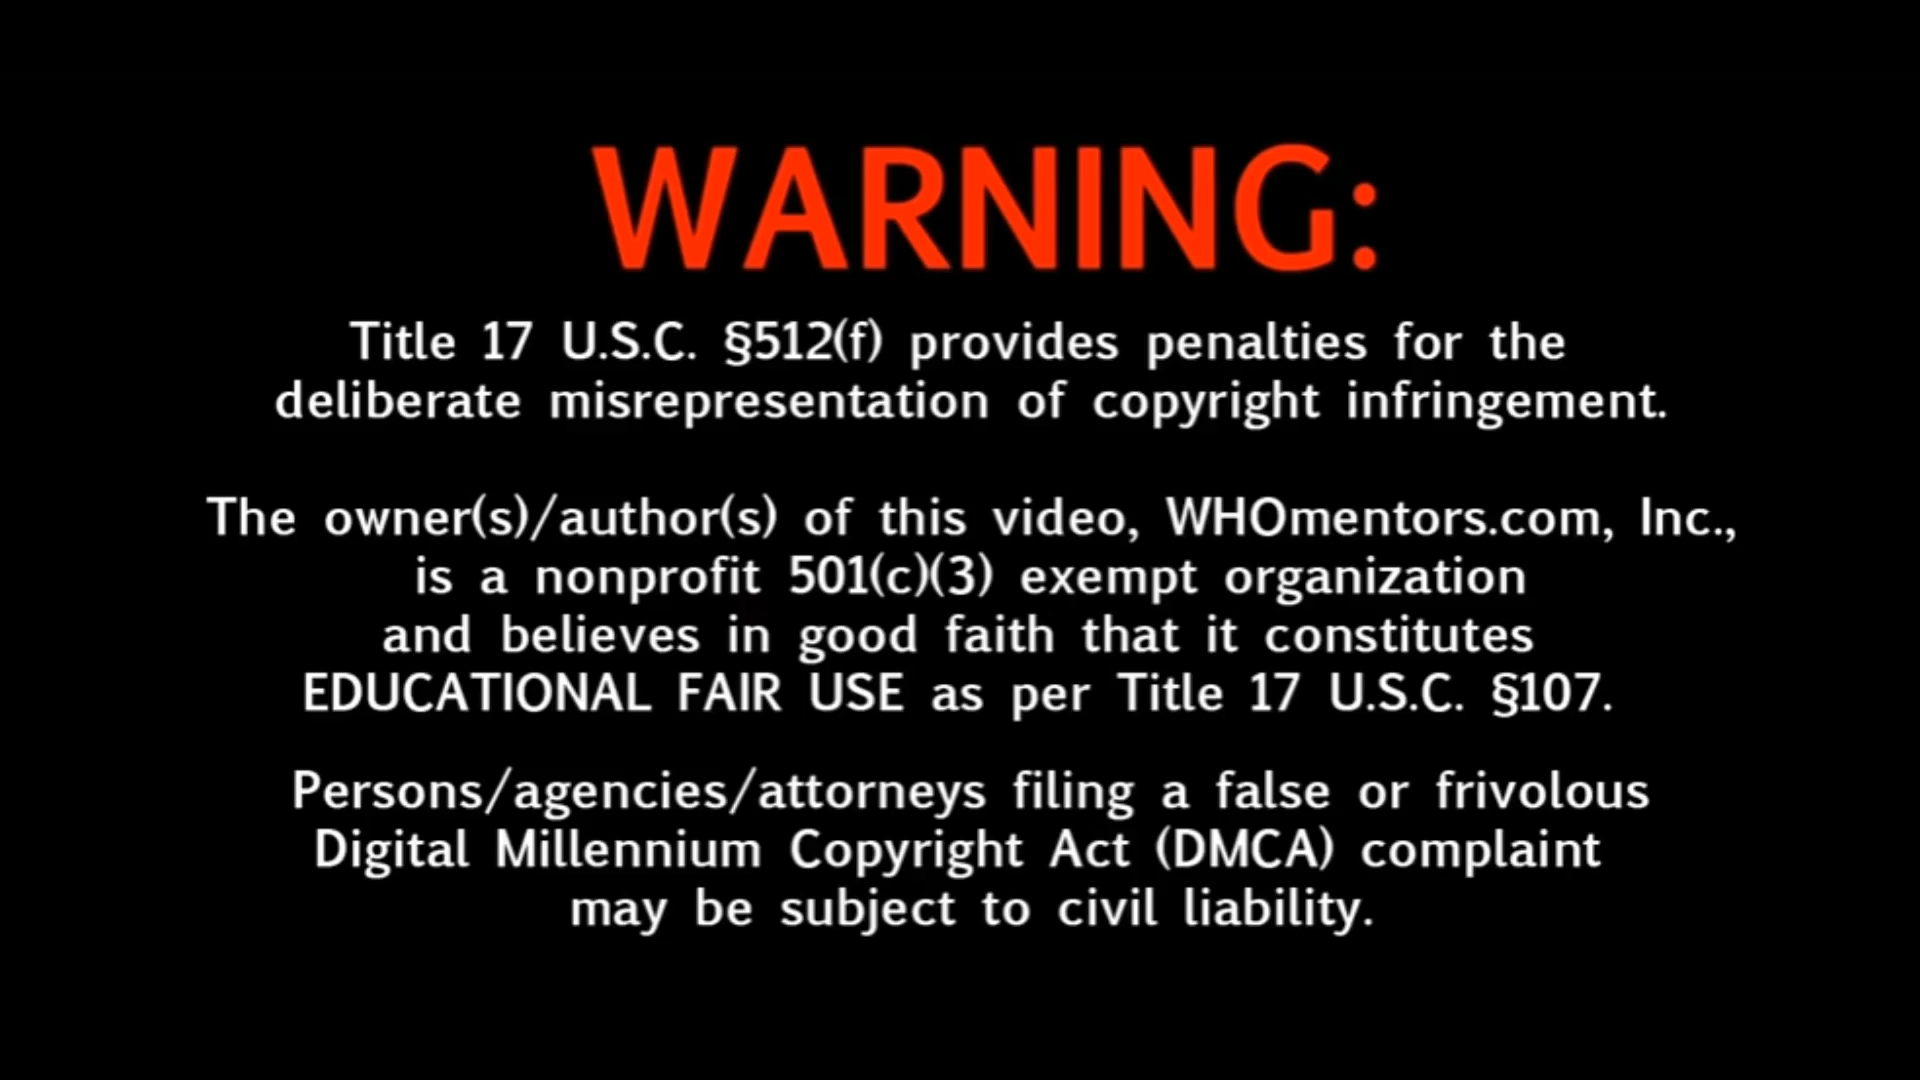 WARNING:
Title 17 U.S.C. §512(f) provides penalties for the
deliberate misrepresentation of copyright infringement.
The owner(s)/author(s) of this video, WHOmentors.com, Inc.,
is a nonprofit 501(c)(3) exempt organization
and believes in good faith that it constitutes
EDUCATIONAL FAIR USE as per Title 17 U.S.C. §107.
Persons/agencies/attorneys filing a false or frivolous
Digital Millennium Copyright Act (DMCA) complaint
may be subject to civil liability.